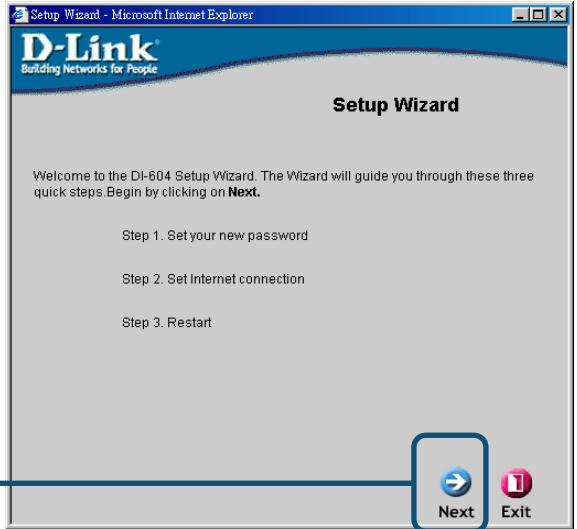 Setup Wizard - Microsoft Internet Explorer
D-Link
Building Networks for People
Setup Wizard
Welcome to the DI-604 Setup Wizard. The Wizard will guide you through these three
quick steps.Begin by clicking on Next.
Step 1. Set your new password
Step 2. Set Internet connection
Step 3. Restart
Next Exit